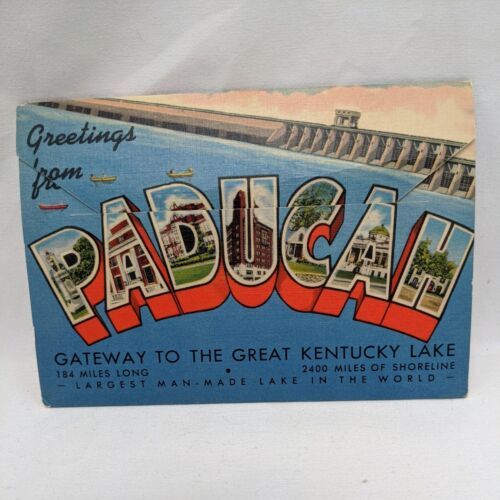 Greetings
from
PADUCAH
GATEWAY TO THE GREAT KENTUCKY LAKE
184 MILES LONG • 2400 MILES OF SHORELINE
— LARGEST MAN-MADE LAKE IN THE WORLD —